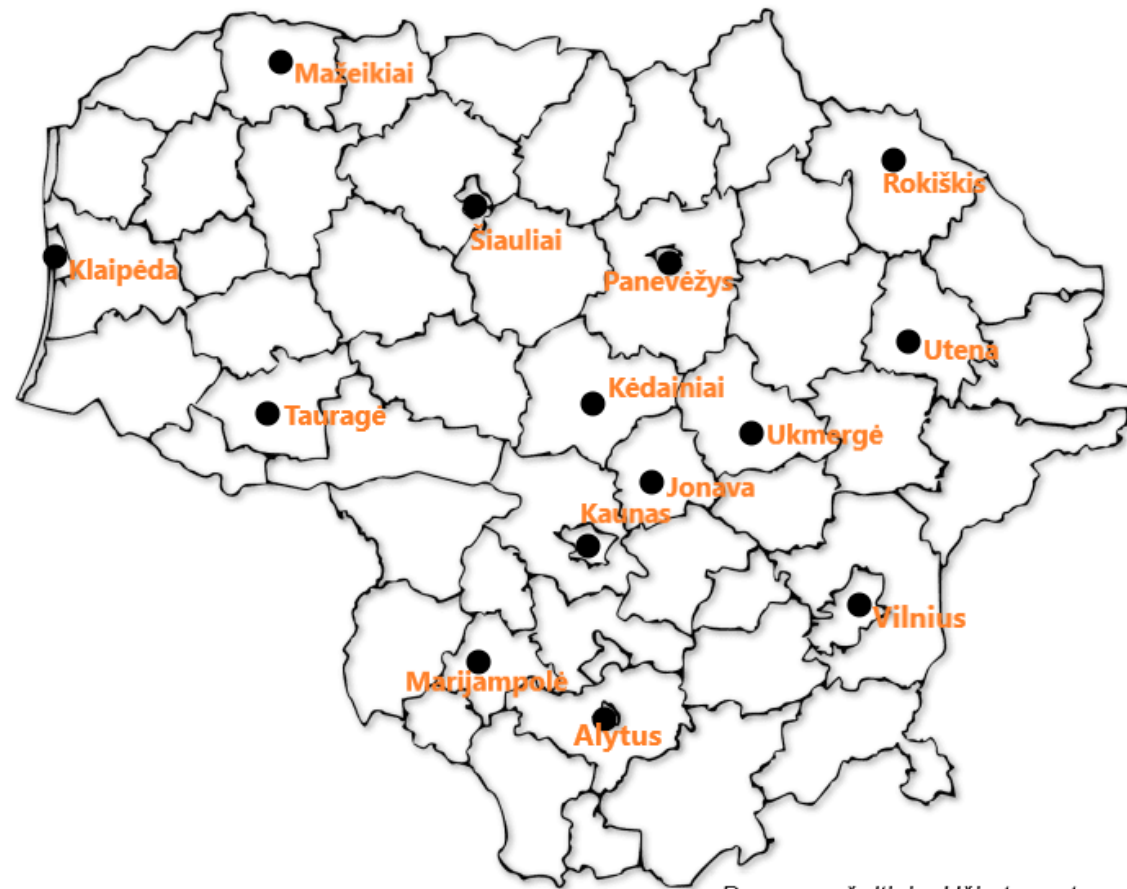 Mažeikiai
Rokiškis
Šiauliai
Klaipėda
Panevėžys
Utena
Kėdainiai
Tauragė
Ukmergė
Jonava
Kaunas
Vilnius
Marijampolė
Alytus